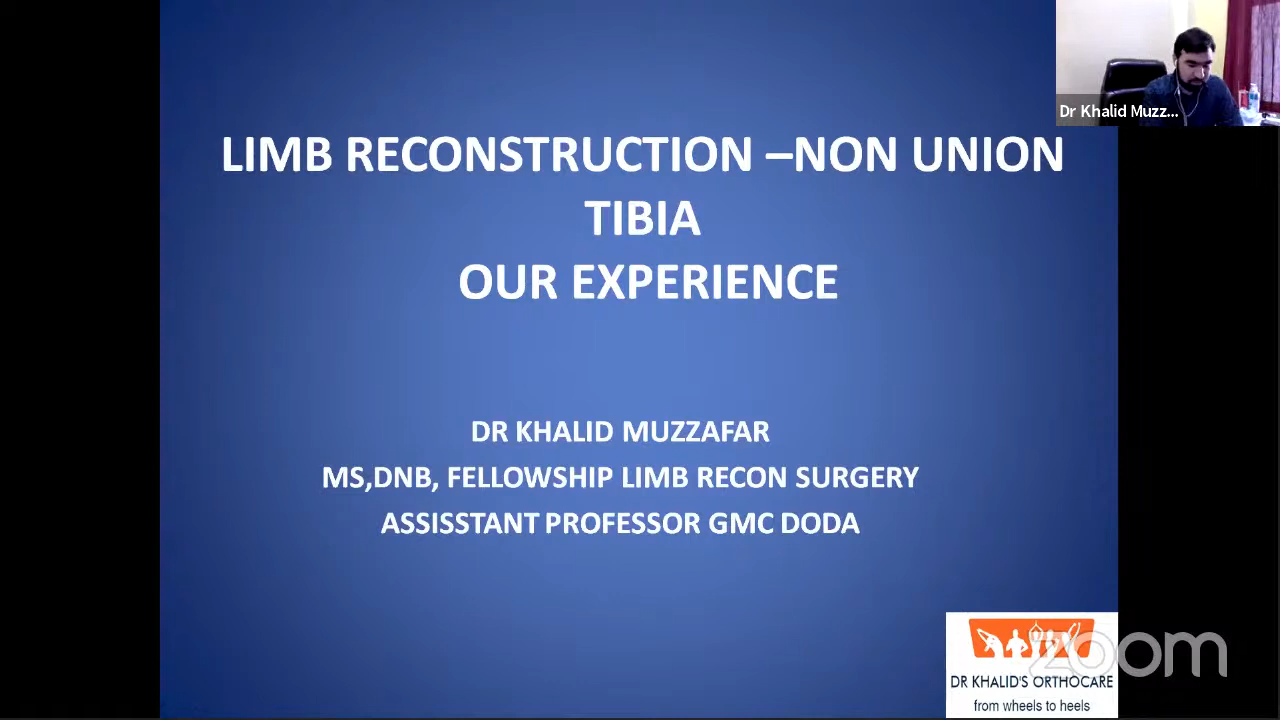 Dr Khalid Muzz...
LIMB RECONSTRUCTION –NON UNION
TIBIA
OUR EXPERIENCE
DR KHALID MUZZAFAR
MS,DNB, FELLOWSHIP LIMB RECON SURGERY
ASSISSTANT PROFESSOR GMC DODA
zoom
DR KHALID'S ORTHOCARE
from wheels to heels